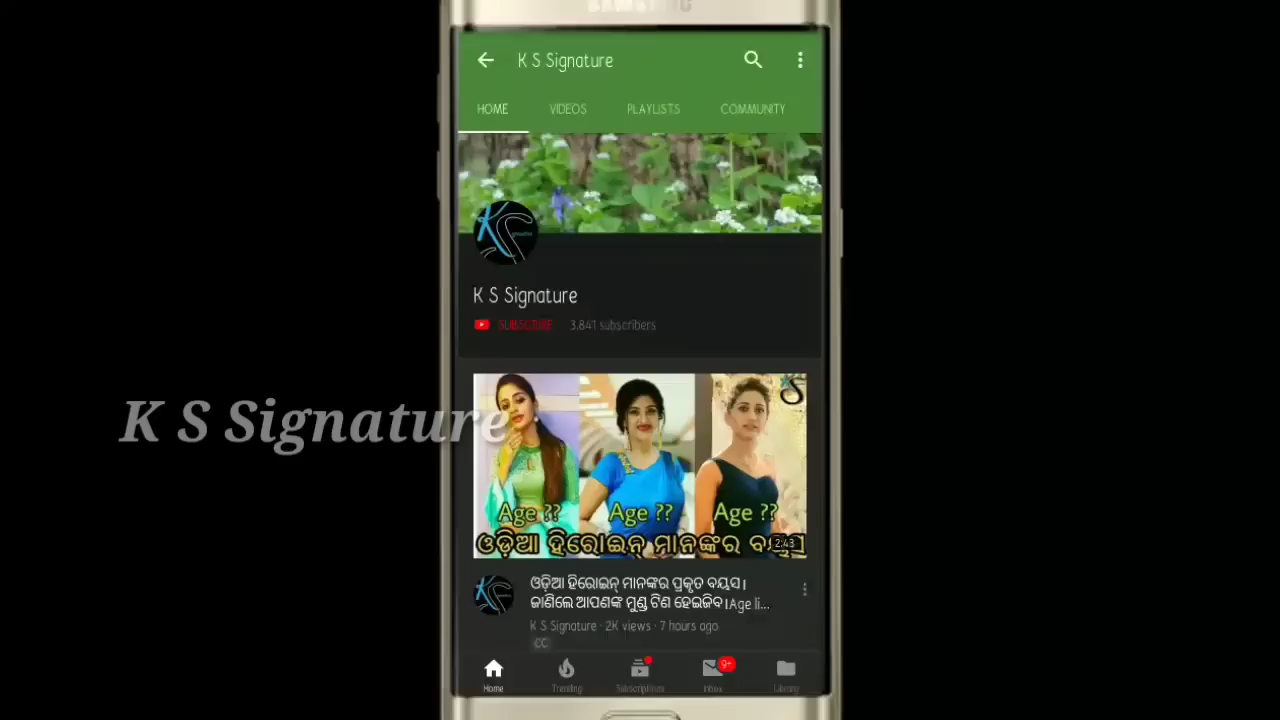 SAMSUNG
K S Signature
HOME VIDEOS PLAYLISTS COMMUNITY
K S Signature
SUBSCRIBE 3,841 subscribers
K S Signature
Age ?? Age ?? Age ??
ଓଡ଼ିଆ ହିରୋଇନ୍ ମାନଙ୍କର
2:43
ଓଡ଼ିଆ ହିରୋଇନ୍ ମାନଙ୍କର ପ୍ରକୃତ ବୟସ।
ଜାଣିଲେ ଆପଣଙ୍କ ମୁଣ୍ଡ ଟିଣ ହେଇଜିବ।Age li...
K S Signature · 2K views · 7 hours ago
CC
9+
Home Trending Subscriptions Inbox Library